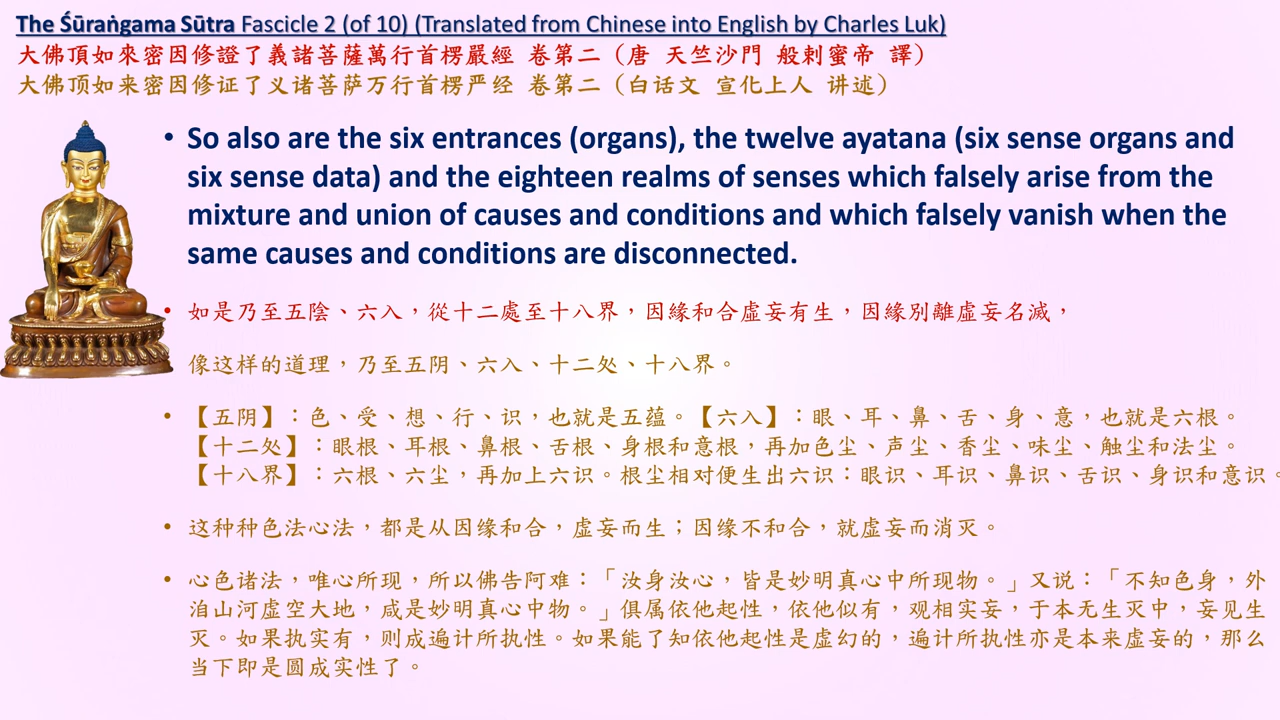 The Śūraṅgama Sūtra Fascicle 2 (of 10) (Translated from Chinese into English by Charles Luk)
大佛頂如來密因修證了義諸菩薩萬行首楞嚴經 卷第二（唐 天竺沙門 般剌蜜帝 譯）
大佛顶如来密因修证了义诸菩萨万行首楞严经 卷第二（白话文 宣化上人 讲述）
• So also are the six entrances (organs), the twelve ayatana (six sense organs and
six sense data) and the eighteen realms of senses which falsely arise from the
mixture and union of causes and conditions and which falsely vanish when the
same causes and conditions are disconnected.
• 如是乃至五陰、六入，從十二處至十八界，因緣和合虛妄有生，因緣別離虛妄名滅，
像这样的道理，乃至五阴、六入、十二处、十八界。
• 【五阴】：色、受、想、行、识，也就是五蕴。【六入】：眼、耳、鼻、舌、身、意，也就是六根。
【十二处】：眼根、耳根、鼻根、舌根、身根和意根，再加色尘、声尘、香尘、味尘、触尘和法尘。
【十八界】：六根、六尘，再加上六识。根尘相对便生出六识：眼识、耳识、鼻识、舌识、身识和意识。
• 这种种色法心法，都是从因缘和合，虚妄而生；因缘不和合，就虚妄而消灭。
• 心色诸法，唯心所现，所以佛告阿难：「汝身汝心，皆是妙明真心中所现物。」又说：「不知色身，外
洎山河虚空大地，咸是妙明真心中物。」俱属依他起性，依他似有，观相实妄，于本无生灭中，妄见生
灭。如果执实有，则成遍计所执性。如果能了知依他起性是虚幻的，遍计所执性亦是本来虚妄的，那么
当下即是圆成实性了。